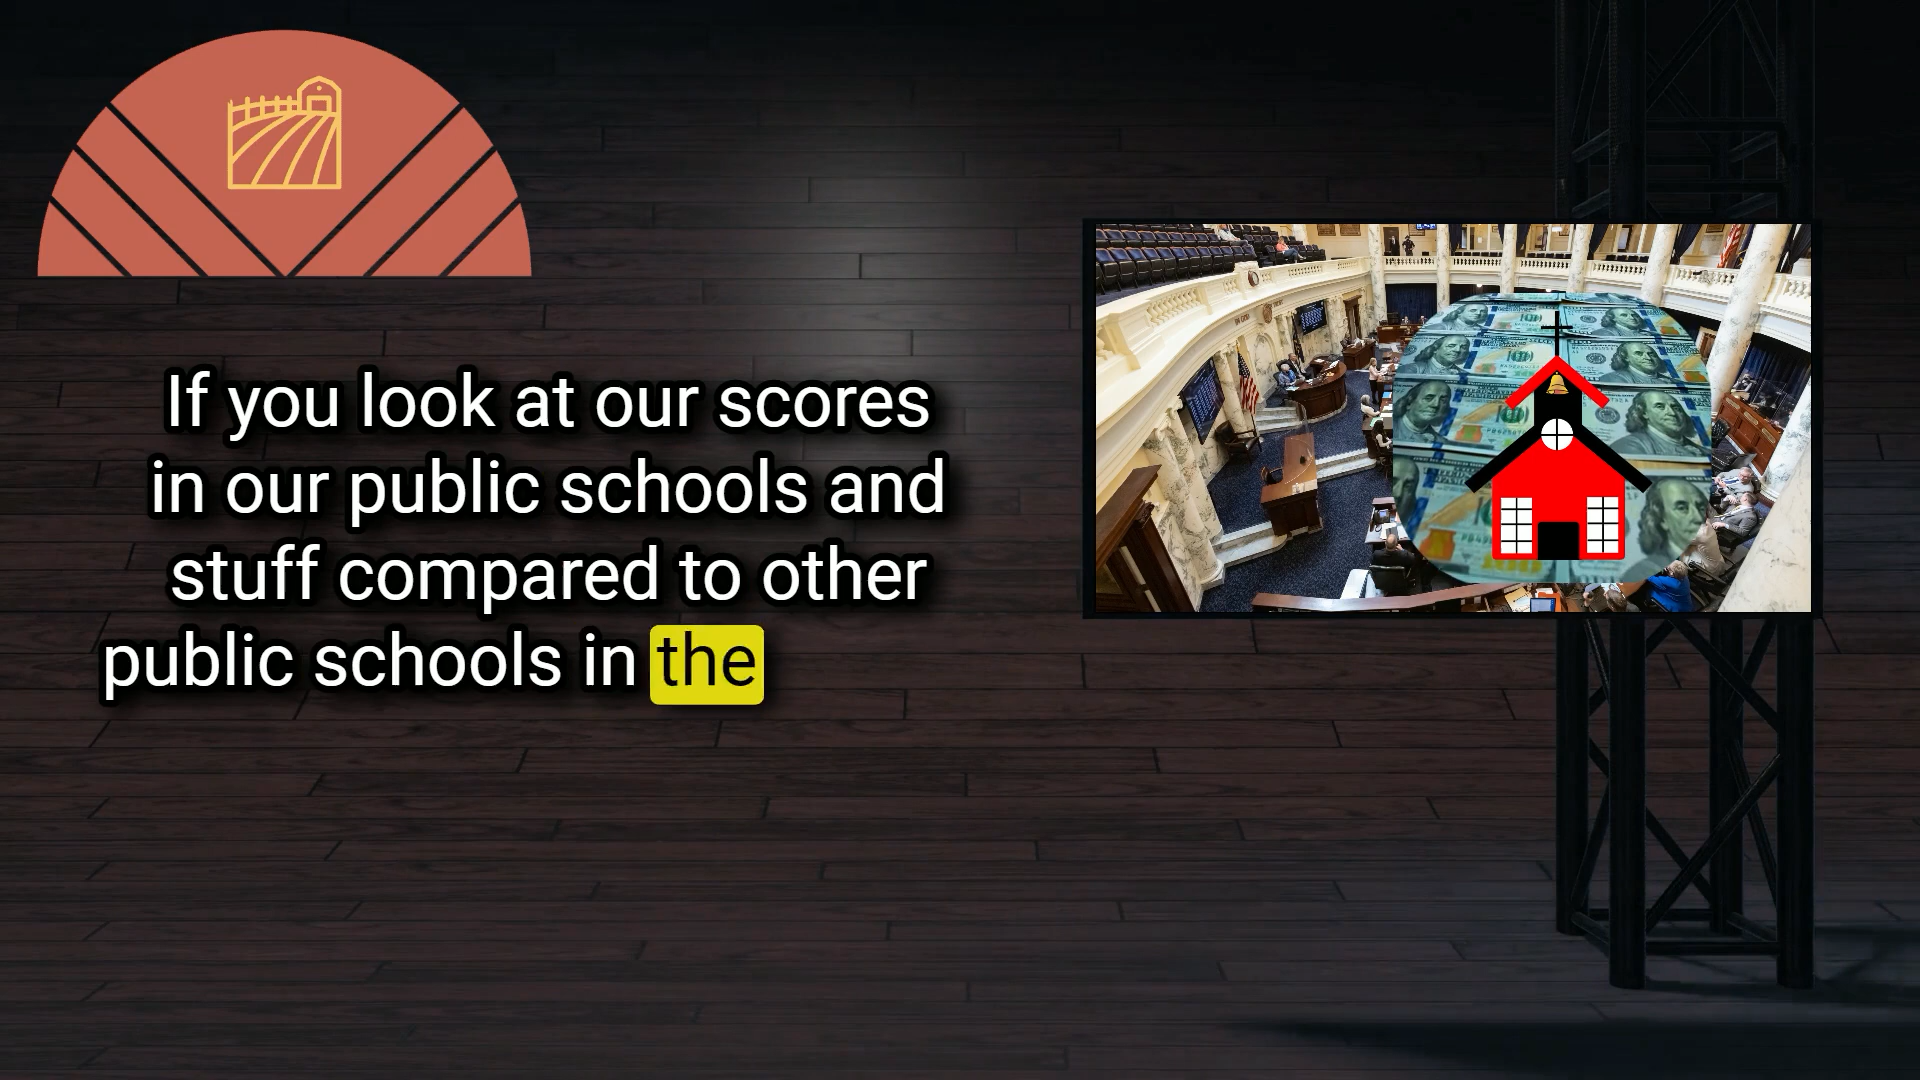 If you look at our scores
in our public schools and
stuff compared to other
public schools in the